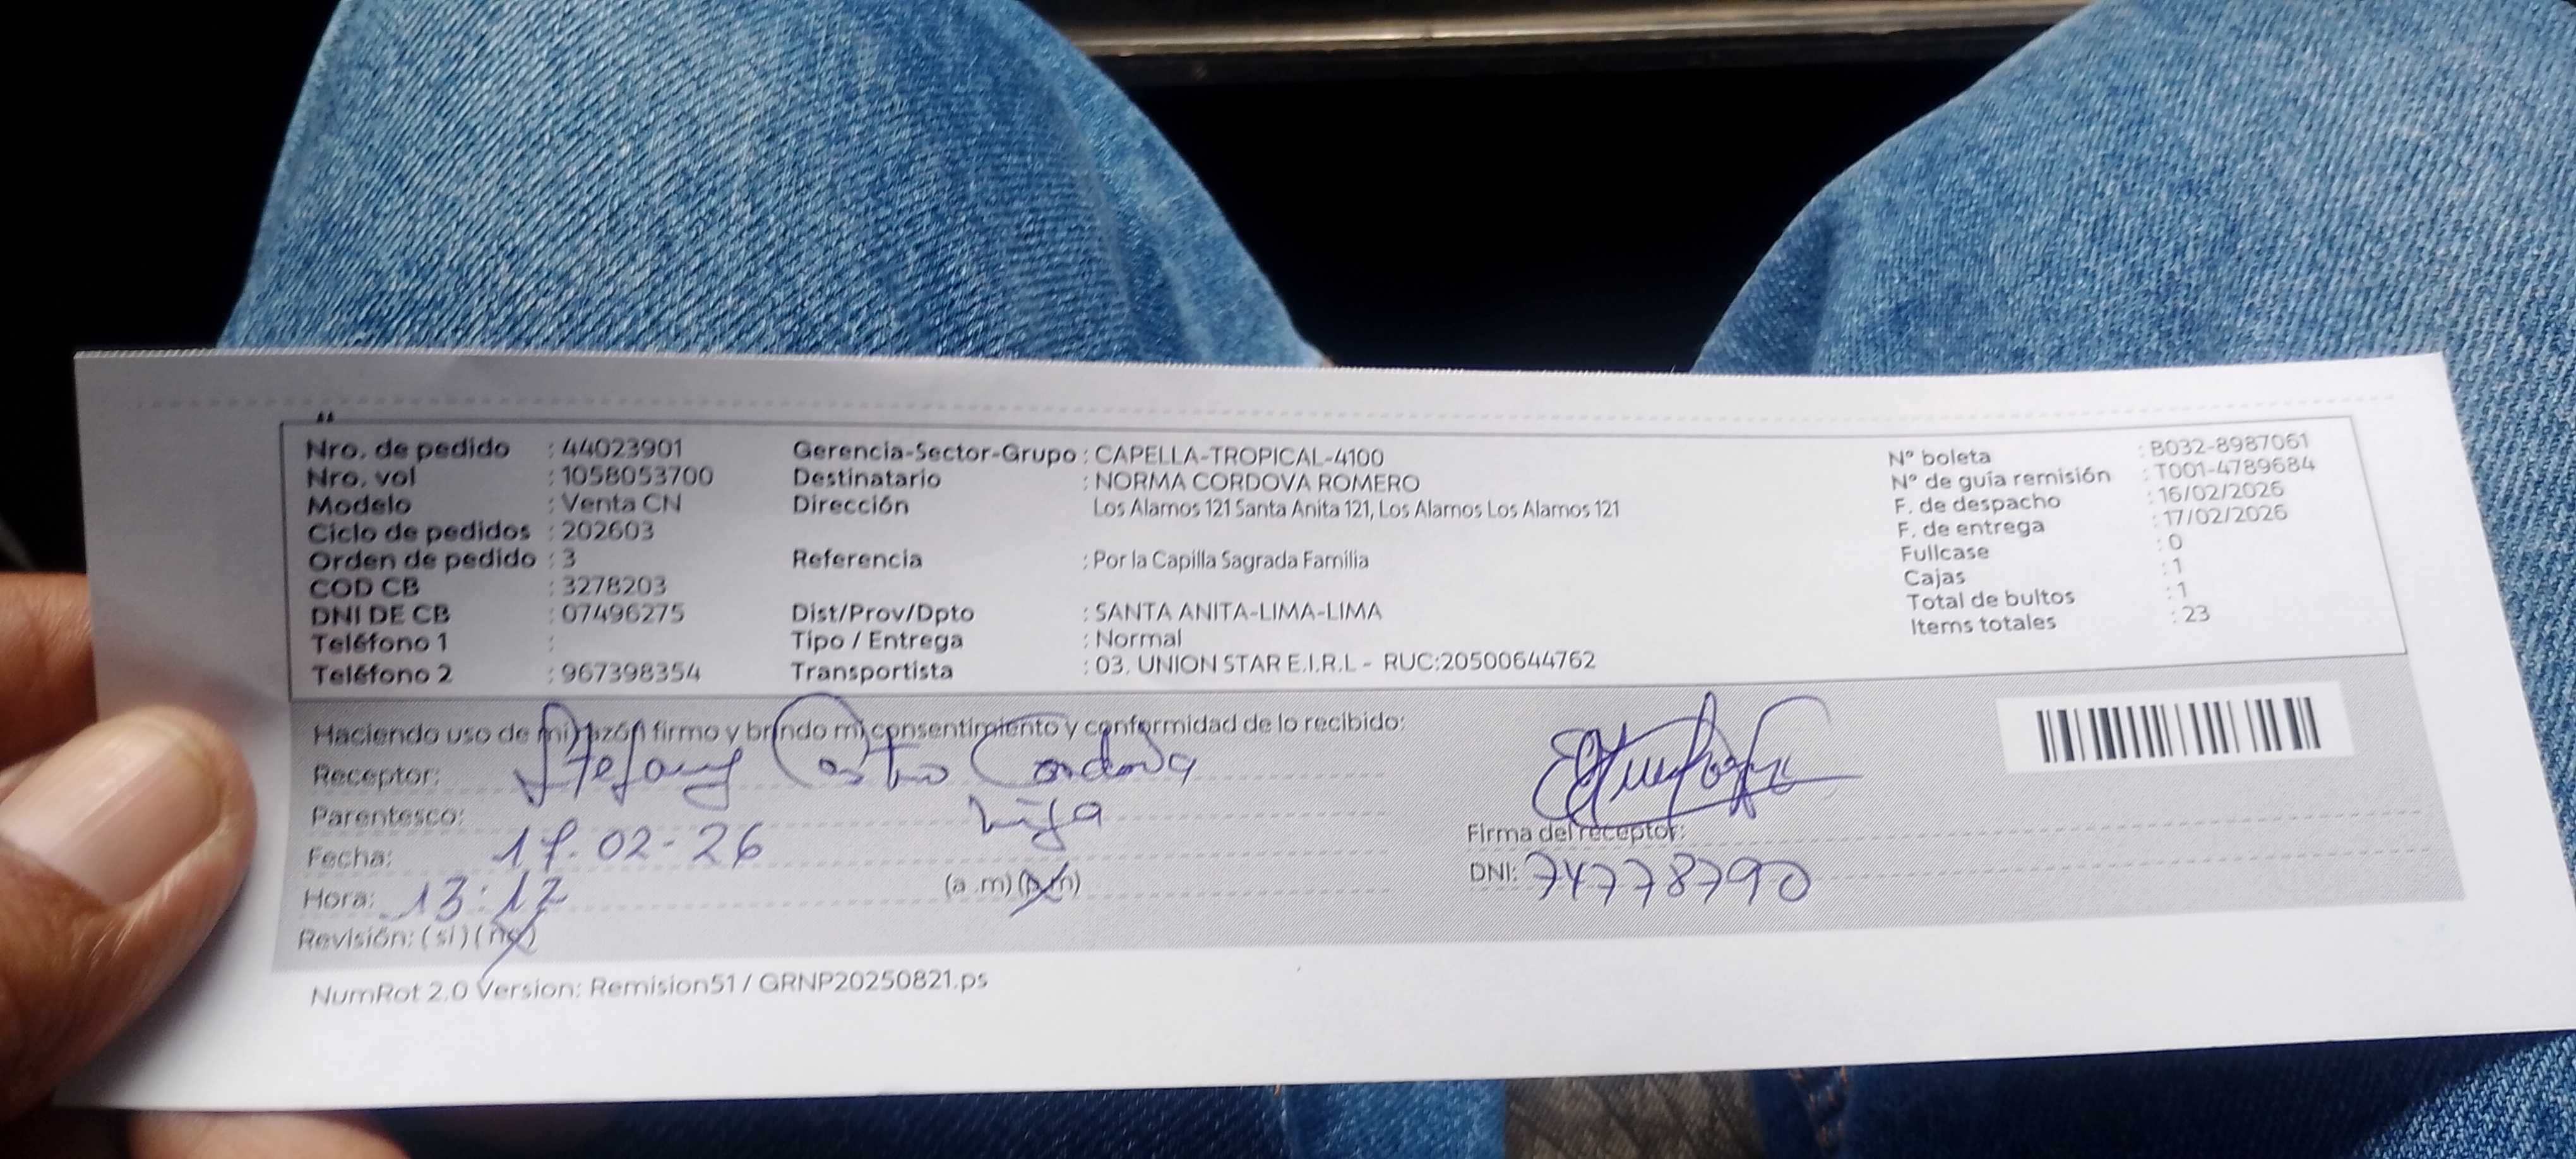 Nro. de pedido : 44023901
Nro. vol : 1058053700
Modelo : Venta CN
Ciclo de pedidos : 202603
Orden de pedido : 3
COD CB : 3278203
DNI DE CB : 07496275
Teléfono 1 :
Teléfono 2 : 967398354
Gerencia-Sector-Grupo : CAPELLA-TROPICAL-4100
Destinatario : NORMA CORDOVA ROMERO
Dirección Los Alamos 121 Santa Anita 121, Los Alamos Los Alamos 121
Referencia : Por la Capilla Sagrada Familia
Dist/Prov/Dpto : SANTA ANITA-LIMA-LIMA
Tipo / Entrega : Normal
Transportista : 03. UNION STAR E.I.R.L - RUC:20500644762
N° boleta : B032-8987061
N° de guía remisión : T001-4789684
F. de despacho : 16/02/2026
F. de entrega : 17/02/2026
Fullcase : 0
Cajas : 1
Total de bultos : 1
Items totales : 23
Haciendo uso de mi razón firmo y brindo mi consentimiento y conformidad de lo recibido:
Receptor: Stefany Castro Cordova
Parentesco: hija
Fecha: 17.02-26
Hora: 13:17 (a.m) (p.m)
Revisión: (si) (no)
Firma del receptor:
DNI: 74778790
NumRot 2.0 Version: Remision51 / GRNP20250821.ps